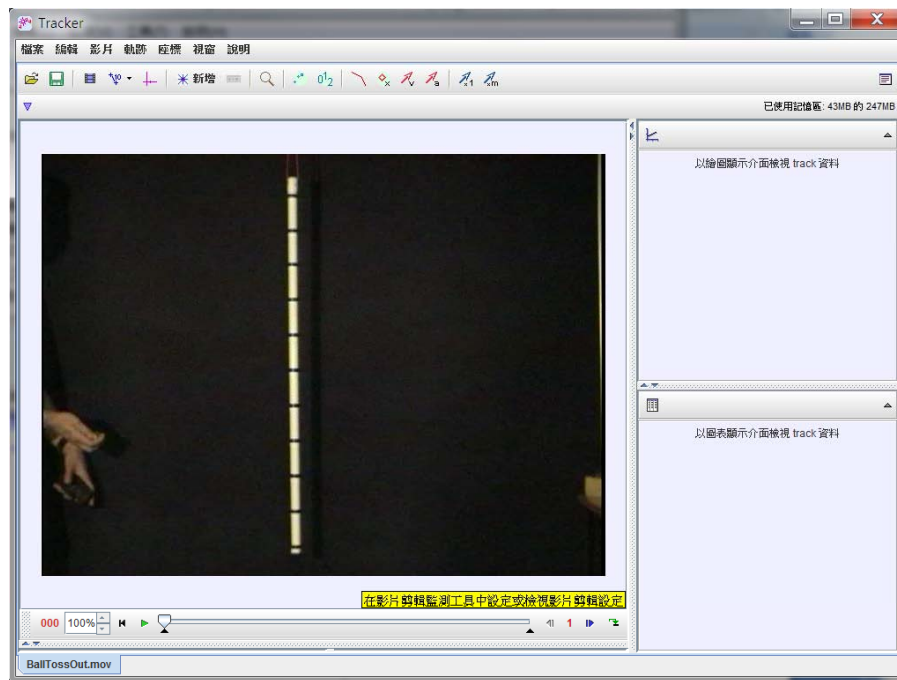 Tracker
檔案 編輯 影片 軌跡 座標 視窗 說明
新增
已使用記憶區: 43MB 的 247MB
以繪圖顯示介面檢視 track 資料
以圖表顯示介面檢視 track 資料
在影片剪輯監測工具中設定或檢視影片剪輯設定
000 100% 1
BallTossOut.mov